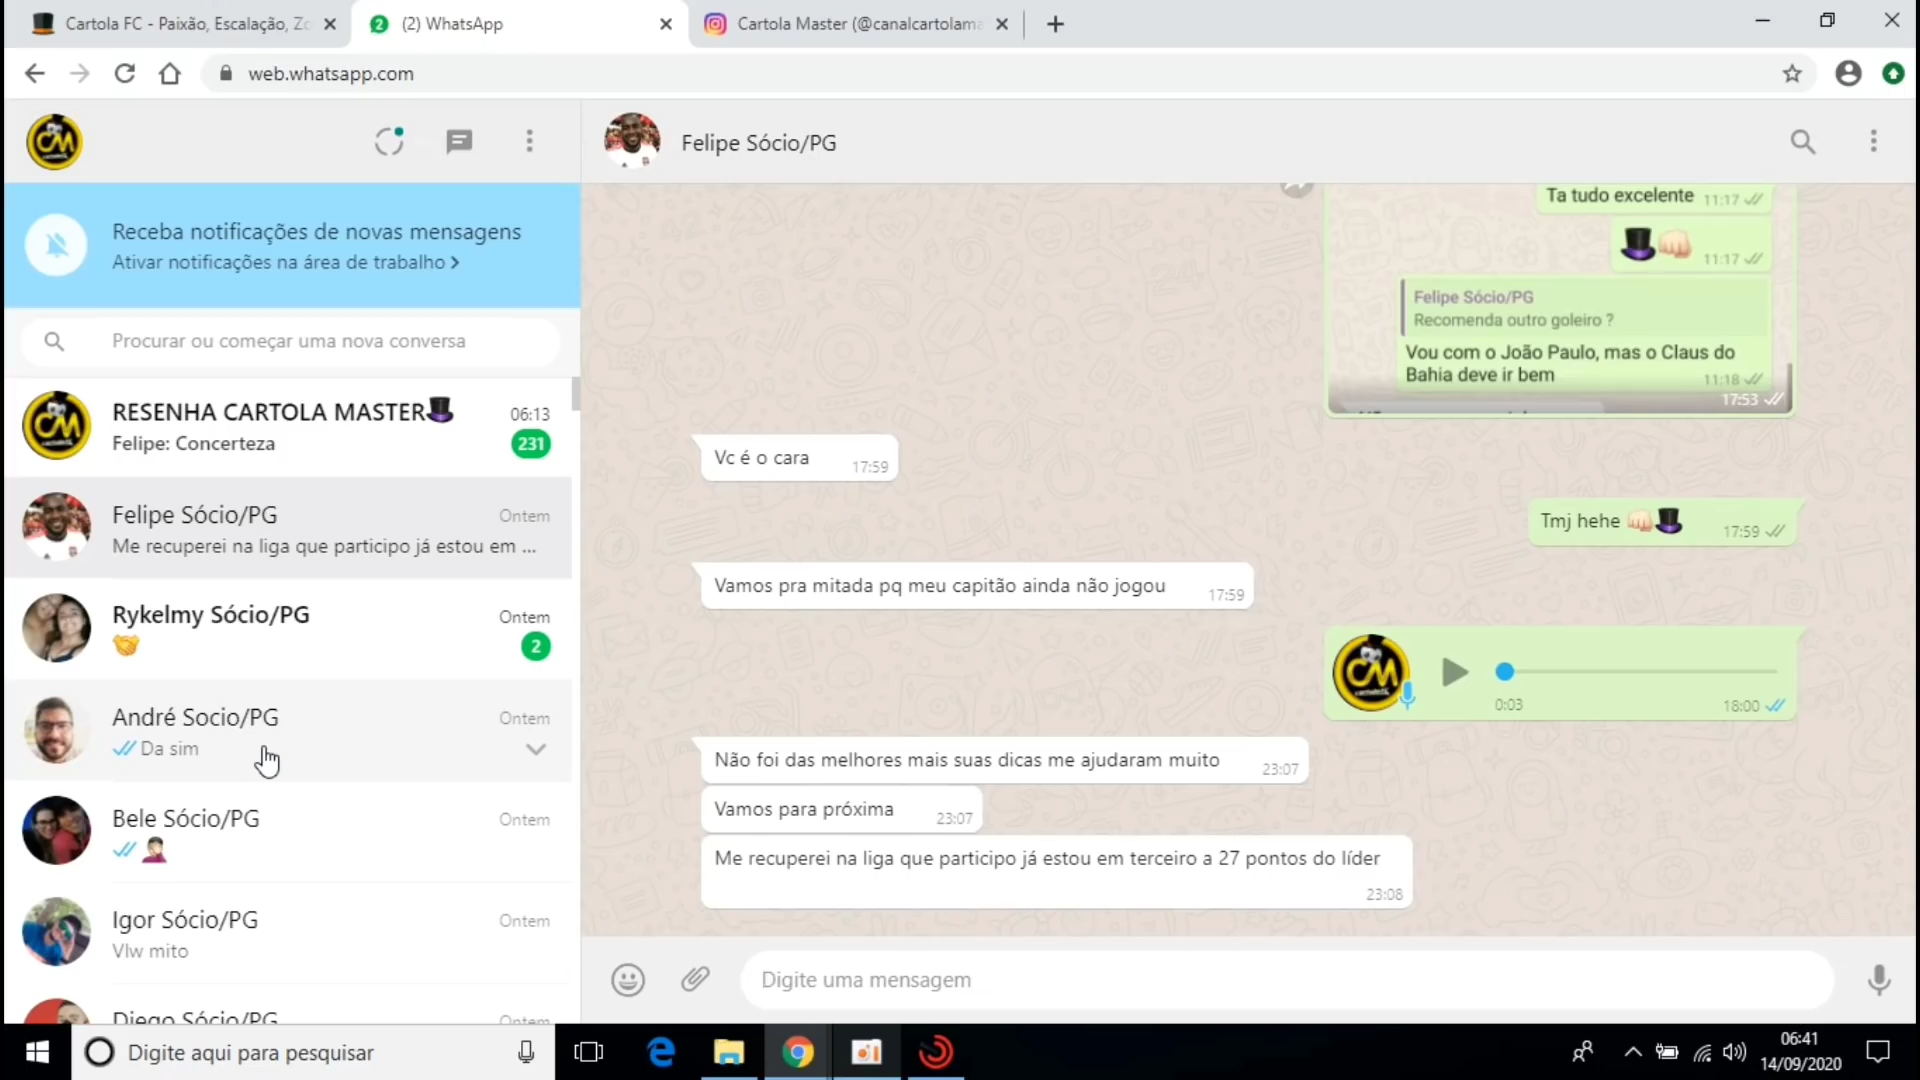 Cartola FC - Paixão, Escalação, Zo
2
(2) WhatsApp
Cartola Master (@canalcartolama
web.whatsapp.com
CM
Felipe Sócio/PG
Receba notificações de novas mensagens
Ativar notificações na área de trabalho
Procurar ou começar uma nova conversa
RESENHA CARTOLA MASTER
06:13
Felipe: Concerteza
231
Felipe Sócio/PG
Ontem
Me recuperei na liga que participo já estou em ...
Rykelmy Sócio/PG
Ontem
2
André Socio/PG
Ontem
Da sim
Bele Sócio/PG
Ontem
Igor Sócio/PG
Ontem
Vlw mito
Diego Sócio/PG
Ontem
Ta tudo excelente 11:17
11:17
Felipe Sócio/PG
Recomenda outro goleiro ?
Vou com o João Paulo, mas o Claus do
Bahia deve ir bem 11:18
17:53
Vc é o cara 17:59
Tmj hehe 17:59
Vamos pra mitada pq meu capitão ainda não jogou 17:59
CM
0:03 18:00
Não foi das melhores mais suas dicas me ajudaram muito 23:07
Vamos para próxima 23:07
Me recuperei na liga que participo já estou em terceiro a 27 pontos do líder
23:08
Digite uma mensagem
Digite aqui para pesquisar
06:41
14/09/2020